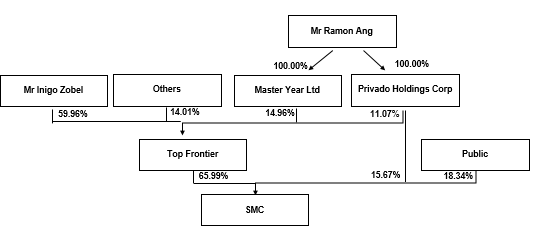 Mr Ramon Ang
100.00%
100.00%
Mr Inigo Zobel
Others
Master Year Ltd
Privado Holdings Corp
59.96%
14.01%
14.96%
11.07%
Top Frontier
Public
65.99%
15.67%
18.34%
SMC